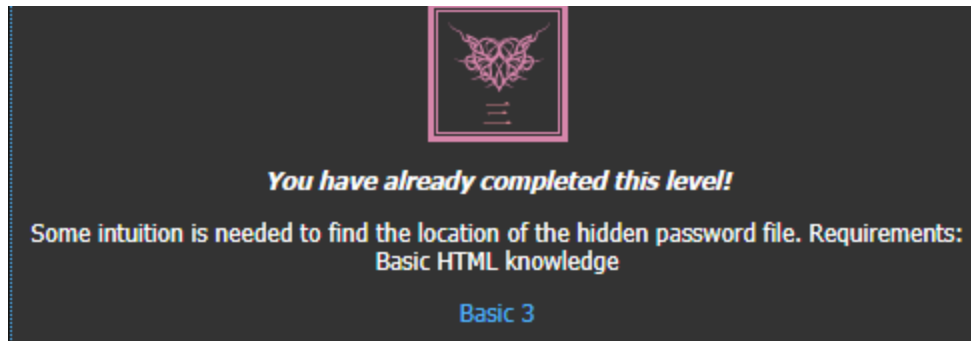 三
You have already completed this level!
Some intuition is needed to find the location of the hidden password file. Requirements:
Basic HTML knowledge
Basic 3